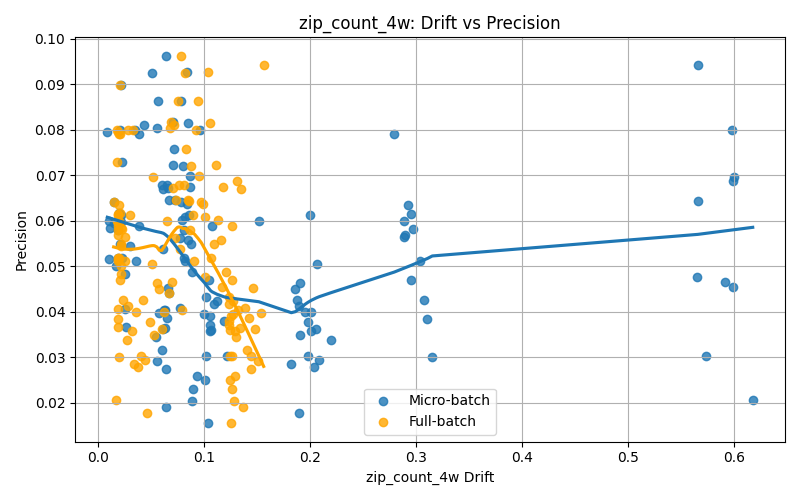 zip_count_4w: Drift vs Precision
Precision
0.10
0.09
0.08
0.07
0.06
0.05
0.04
0.03
0.02
Micro-batch
Full-batch
0.0 0.1 0.2 0.3 0.4 0.5 0.6
zip_count_4w Drift